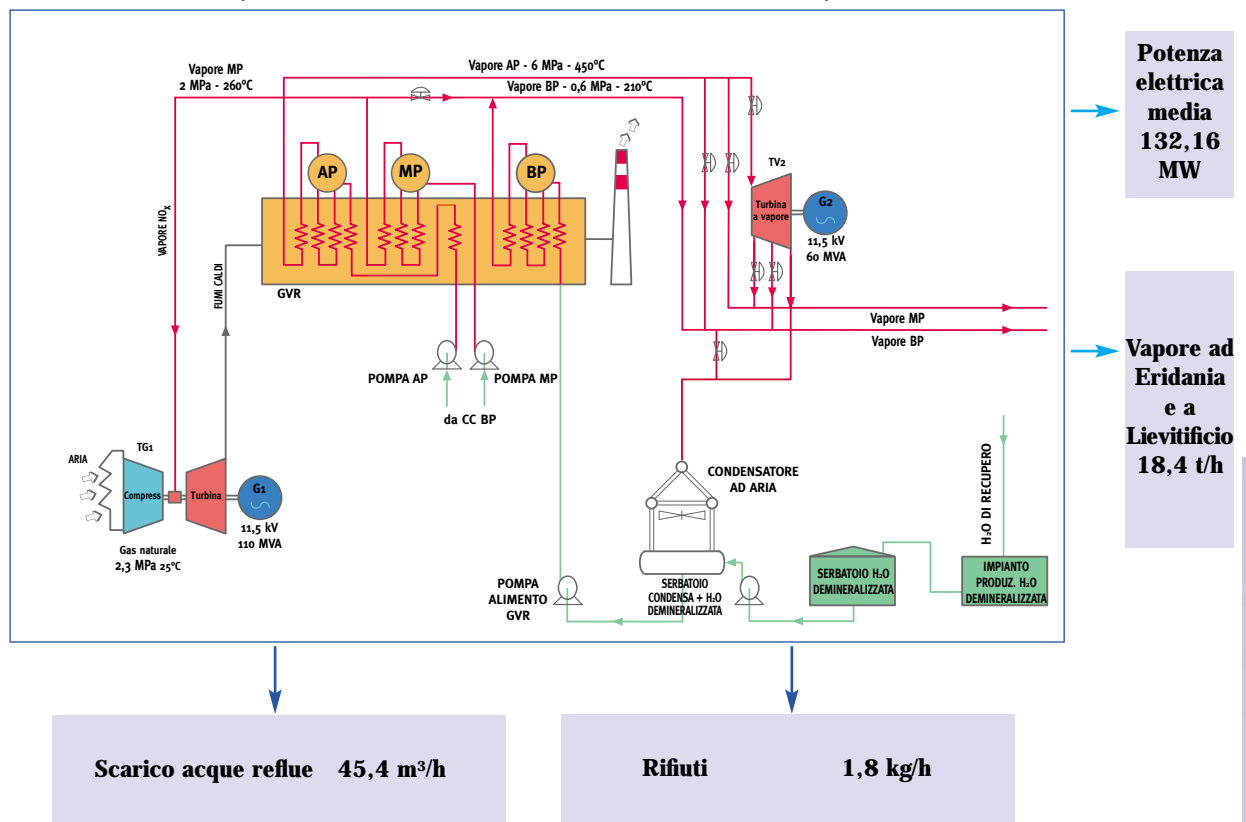 Vapore MP
2 MPa - 260°C
Vapore AP - 6 MPa - 450°C
Vapore BP - 0,6 MPa - 210°C
VAPORE NOX
FUMI CALDI
AP
MP
BP
GVR
TV2
Turbina
a vapore
G2
11,5 kV
60 MVA
Vapore MP
Vapore BP
POMPA AP
POMPA MP
da CC BP
TG1
ARIA
Compress
Turbina
G1
11,5 kV
110 MVA
Gas naturale
2,3 MPa 25°C
CONDENSATORE
AD ARIA
POMPA
ALIMENTO
GVR
SERBATOIO
CONDENSA + H2O
DEMINERALIZZATA
SERBATOIO H2O
DEMINERALIZZATA
H2O DI RECUPERO
IMPIANTO
PRODUZ. H2O
DEMINERALIZZATA
Potenza
elettrica
media
132,16
MW
Vapore ad
Eridania
e a
Lievitificio
18,4 t/h
Scarico acque reflue 45,4 m³/h
Rifiuti 1,8 kg/h